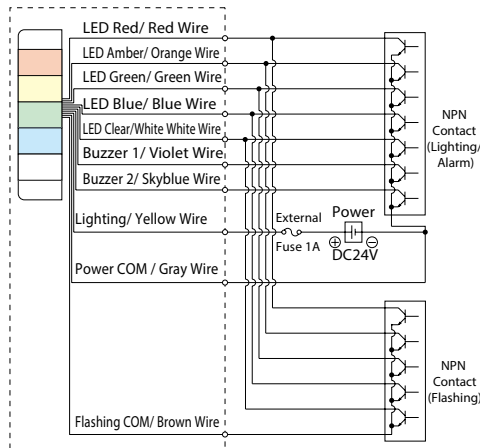 LED Red/ Red Wire
LED Amber/ Orange Wire
LED Green/ Green Wire
LED Blue/ Blue Wire
LED Clear/White White Wire
Buzzer 1/ Violet Wire
Buzzer 2/ Skyblue Wire
Lighting/ Yellow Wire
Power COM / Gray Wire
Flashing COM/ Brown Wire
External
Fuse 1A
Power
⊕ ⊖
DC24V
NPN
Contact
(Lighting/
Alarm)
NPN
Contact
(Flashing)